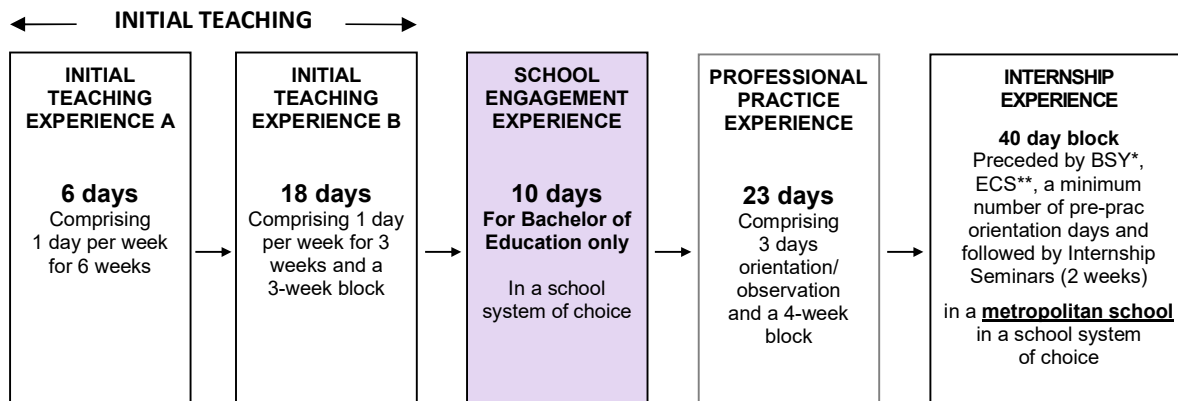 INITIAL TEACHING
INITIAL
TEACHING
EXPERIENCE A
6 days
Comprising
1 day per week
for 6 weeks
INITIAL
TEACHING
EXPERIENCE B
18 days
Comprising 1 day
per week for 3
weeks and a
3-week block
SCHOOL
ENGAGEMENT
EXPERIENCE
10 days
For Bachelor of
Education only
In a school
system of choice
PROFESSIONAL
PRACTICE
EXPERIENCE
23 days
Comprising
3 days
orientation/
observation
and a 4-week
block
INTERNSHIP
EXPERIENCE
40 day block
Preceded by BSY*,
ECS**, a minimum
number of pre-prac
orientation days and
followed by Internship
Seminars (2 weeks)
in a metropolitan school
in a school system
of choice